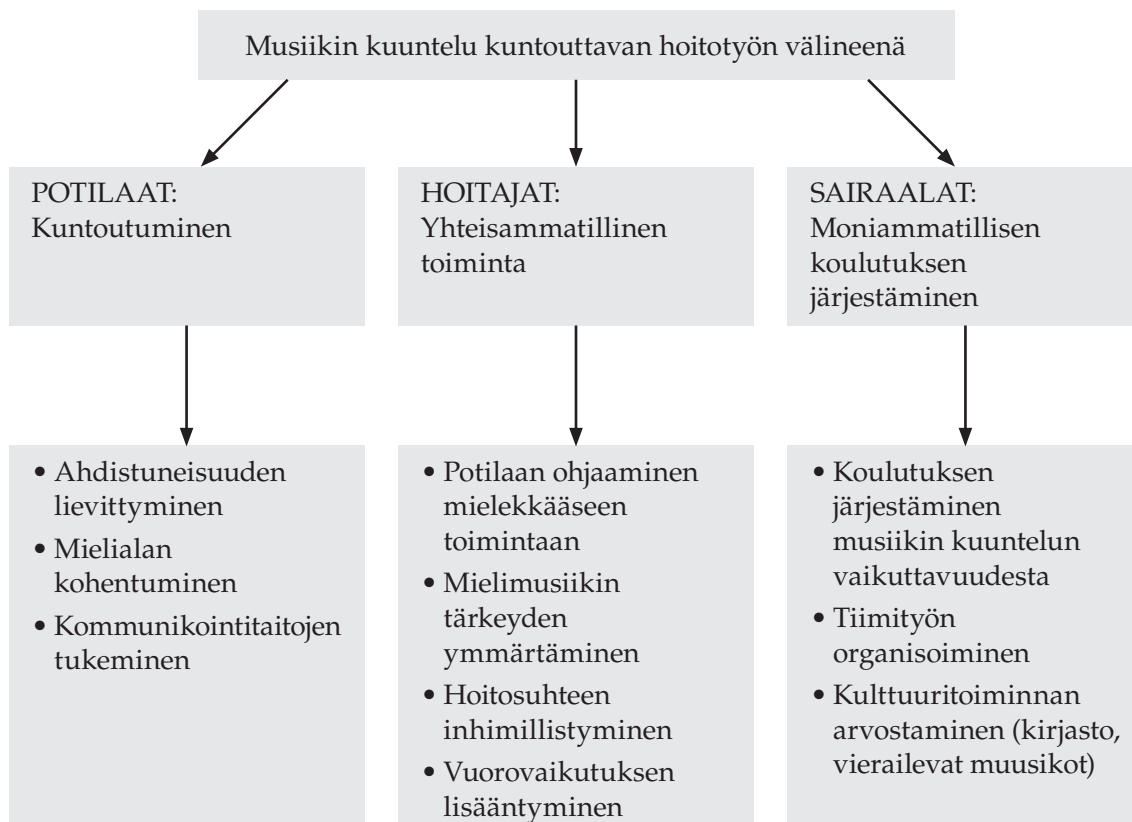 Musiikin kuuntelu kuntouttavan hoitotyön välineenä
POTILAAT:
Kuntoutuminen
HOITAJAT:
Yhteisammatillinen
toiminta
SAIRAALAT:
Moniammatillisen
koulutuksen
järjestäminen
• Ahdistuneisuuden
lievittyminen
• Mielialan
kohentuminen
• Kommunikointitaitojen
tukeminen
• Potilaan ohjaaminen
mielekkääseen
toimintaan
• Mielimusiikin
tärkeyden
ymmärtäminen
• Hoitosuhteen
inhimillistyminen
• Vuorovaikutuksen
lisääntyminen
• Koulutuksen
järjestäminen
musiikin kuuntelun
vaikuttavuudesta
• Tiimityön
organisoiminen
• Kulttuuritoiminnan
arvostaminen (kirjasto,
vierailevat muusikot)